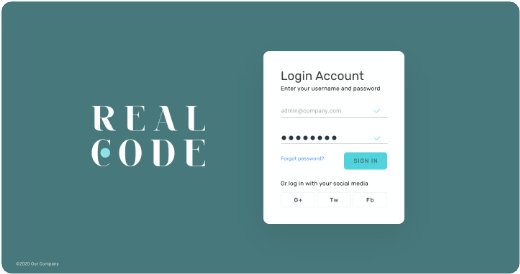 Login Account
Enter your username and password
admin@company.com
REAL
CODE
Forgot password?
SIGN IN
Or log in with your social media
G+ Tw Fb
©2020 Company